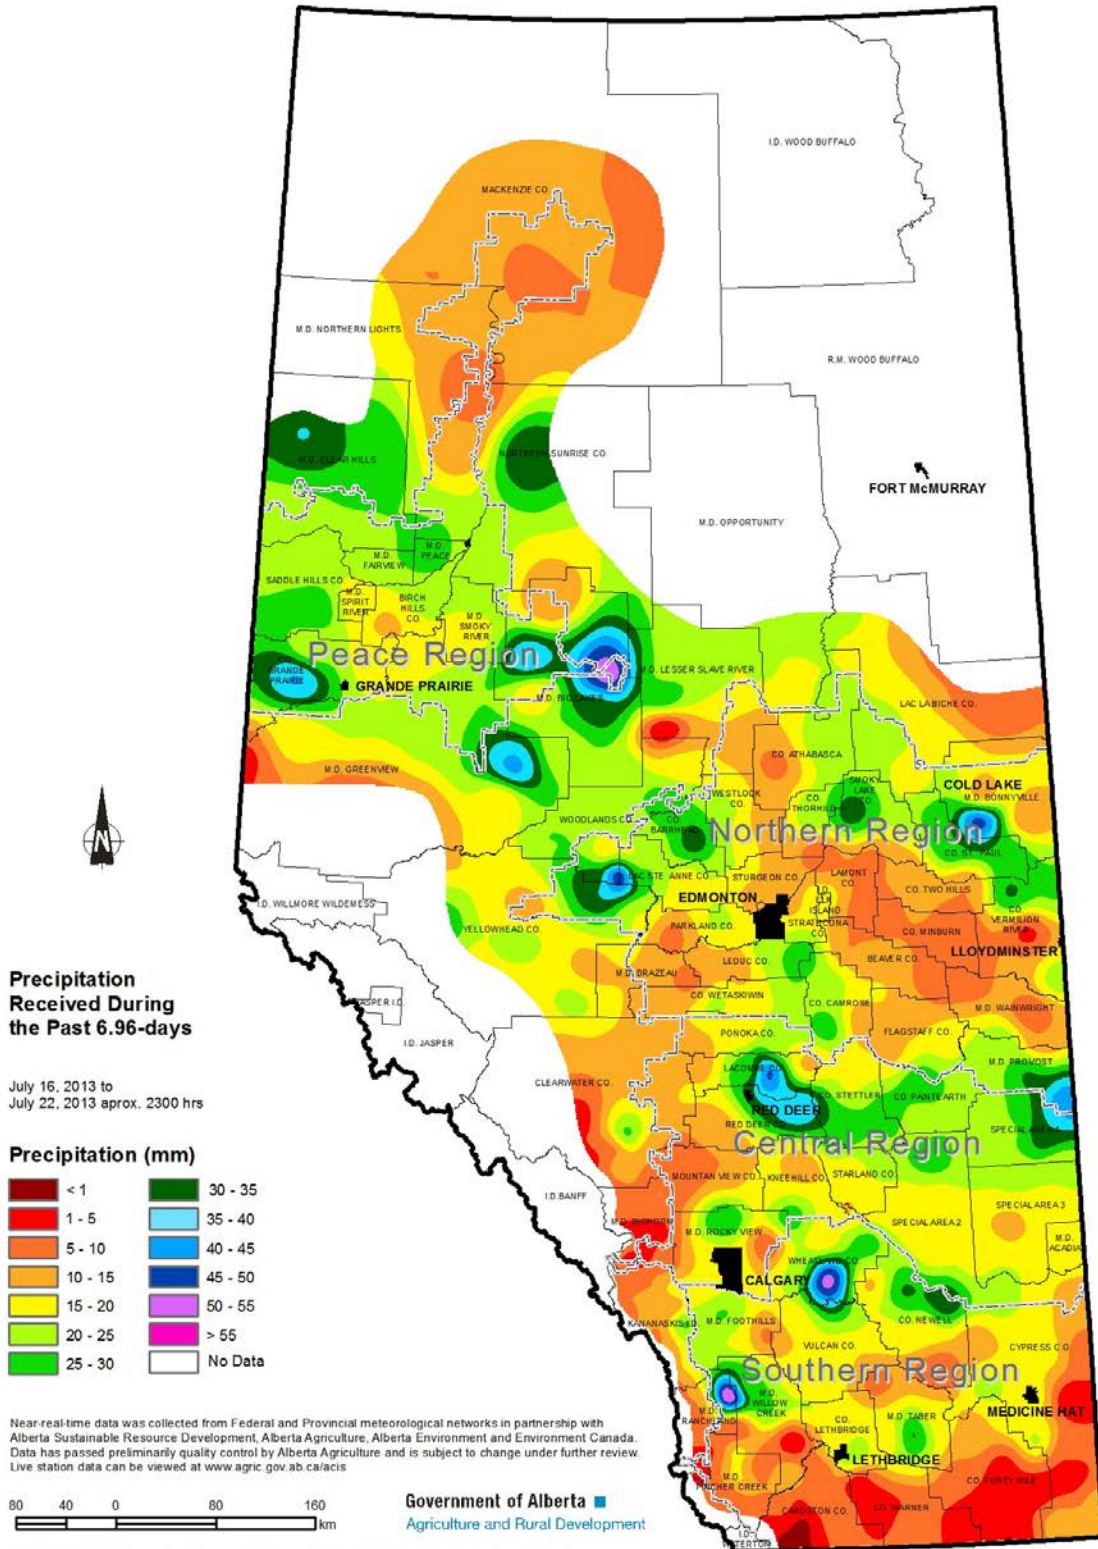 I.D. WOOD BUFFALO
MACKENZIE CO.
M.D. NORTHERN LIGHTS
R.M. WOOD BUFFALO
M.D. CLEAR HILLS
NORTHERN SUNRISE CO.
FORT McMURRAY
M.D. OPPORTUNITY
M.D.
PEACE
M.D.
FAIRVIEW
SADDLE HILLS CO.
M.D.
SPIRIT
RIVER
BIRCH
HILLS
CO.
M.D.
SMOKY
RIVER
Peace Region
GRANDE
PRAIRIE
GRANDE PRAIRIE
M.D. LESSER SLAVE RIVER
M.D. BIG LAKES
LAC LA BICHE CO.
M.D. GREENVIEW
CO. ATHABASCA
COLD LAKE
M.D. BONNYVILLE
SMOKY
LAKE
CO.
WESTLOCK
CO.
CO.
THORHILD
WOODLANDS CO.
CO.
BARRHEAD
Northern Region
CO. ST. PAUL
LAC STE. ANNE CO.
STURGEON CO.
LAMONT
CO.
CO. TWO HILLS
EDMONTON
I.D.
ELK
ISLAND
I.D. WILLMORE WILDERNESS
STRATHCONA
CO.
CO.
VERMILION
RIVER
YELLOWHEAD CO.
PARKLAND CO.
CO. MINBURN
LLOYDMINSTER
LEDUC CO.
BEAVER CO.
M.D. BRAZEAU
CO. WETASKIWIN
CO. CAMROSE
M.D. WAINWRIGHT
JASPER I.D.
PONOKA CO.
FLAGSTAFF CO.
I.D. JASPER
M.D. PROVOST
LACOMBE CO.
CLEARWATER CO.
CO. STETTLER
CO. PAINTEARTH
RED DEER
RED DEER CO.
SPECIAL AREA 4
Central Region
MOUNTAN VIEW CO.
KNEEHILL CO.
STARLAND CO.
I.D. BANFF
SPECIAL AREA 3
M.D. BIGHORN
SPECIAL AREA 2
M.D. ROCKY VIEW
M.D.
ACADIA
WHEATLAND CO.
CALGARY
KANANASKIS I.D.
M.D. FOOTHILLS
CO. NEWELL
VULCAN CO.
CYPRESS CO.
Southern Region
M.D.
WILLOW
CREEK
M.D.
RANCHLAND
MEDICINE HAT
M.D. TABER
CO.
LETHBRIDGE
LETHBRIDGE
M.D.
PINCHER CREEK
CO. FORTY MILE
CARDSTON CO.
CO. WARNER
I.D.
WATERTON
N
Precipitation
Received During
the Past 6.96-days
July 16, 2013 to
July 22, 2013 aprox. 2300 hrs
Precipitation (mm)
< 1
1 - 5
5 - 10
10 - 15
15 - 20
20 - 25
25 - 30
30 - 35
35 - 40
40 - 45
45 - 50
50 - 55
> 55
No Data
Near-real-time data was collected from Federal and Provincial meteorological networks in partnership with
Alberta Sustainable Resource Development, Alberta Agriculture, Alberta Environment and Environment Canada.
Data has passed preliminarily quality control by Alberta Agriculture and is subject to change under further review.
Live station data can be viewed at www.agric.gov.ab.ca/acis
80 40 0 80 160
km
Government of Alberta
Agriculture and Rural Development